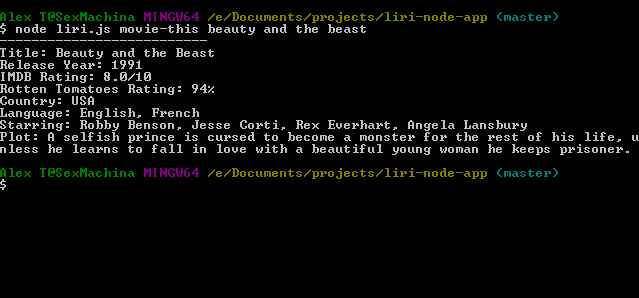 Alex T@SexMachina MINGW64 /e/Documents/projects/liri-node-app (master)
$ node liri.js movie-this beauty and the beast
---------------------------
Title: Beauty and the Beast
Release Year: 1991
IMDB Rating: 8.0/10
Rotten Tomatoes Rating: 94%
Country: USA
Language: English, French
Starring: Robby Benson, Jesse Corti, Rex Everhart, Angela Lansbury
Plot: A selfish prince is cursed to become a monster for the rest of his life, u
nless he learns to fall in love with a beautiful young woman he keeps prisoner.
Alex T@SexMachina MINGW64 /e/Documents/projects/liri-node-app (master)
$